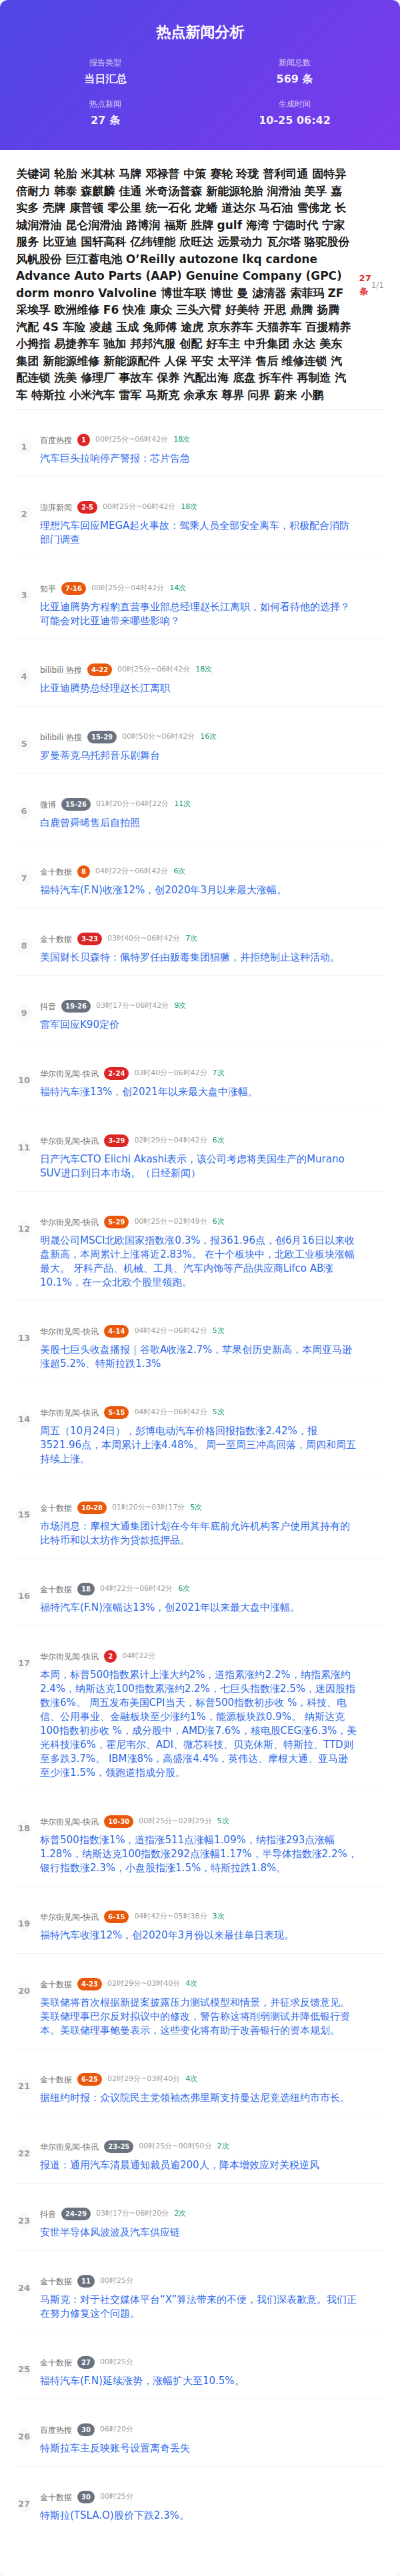 热点新闻分析
报告类型
当日汇总
新闻总数
569 条
热点新闻
27 条
生成时间
10-25 06:42
关键词 轮胎 米其林 马牌 邓禄普 中策 赛轮 玲珑 普利司通 固特异
倍耐力 韩泰 森麒麟 佳通 米奇汤普森 新能源轮胎 润滑油 美孚 嘉
实多 壳牌 康普顿 零公里 统一石化 龙蟠 道达尔 马石油 雪佛龙 长
城润滑油 昆仑润滑油 路博润 福斯 胜牌 gulf 海湾 宁德时代 宁家
服务 比亚迪 国轩高科 亿纬锂能 欣旺达 远景动力 瓦尔塔 骆驼股份
风帆股份 巨江蓄电池 O’Reilly autozone lkq cardone
Advance Auto Parts (AAP) Genuine Company (GPC)
dorm monro Valvoline 博世车联 博世 曼 滤清器 索菲玛 ZF
采埃孚 欧洲维修 F6 快准 康众 三头六臂 好美特 开思 鼎腾 扬腾
汽配 4S 车险 凌越 玉成 兔师傅 途虎 京东养车 天猫养车 百援精养
小拇指 易捷养车 驰加 邦邦汽服 创配 好车主 中升集团 永达 美东
集团 新能源维修 新能源配件 人保 平安 太平洋 售后 维修连锁 汽
配连锁 洗美 修理厂 事故车 保养 汽配出海 底盘 拆车件 再制造 汽
车 特斯拉 小米汽车 雷军 马斯克 余承东 尊界 问界 蔚来 小鹏
27
条
1/1
1
百度热搜 1 00时25分~06时42分 18次
汽车巨头拉响停产警报：芯片告急
2
澎湃新闻 2-5 00时25分~06时42分 18次
理想汽车回应MEGA起火事故：驾乘人员全部安全离车，积极配合消防
部门调查
3
知乎 7-16 00时25分~04时42分 14次
比亚迪腾势方程豹直营事业部总经理赵长江离职，如何看待他的选择？
可能会对比亚迪带来哪些影响？
4
bilibili 热搜 4-22 00时25分~06时42分 18次
比亚迪腾势总经理赵长江离职
5
bilibili 热搜 15-29 00时50分~06时42分 16次
罗曼蒂克乌托邦音乐剧舞台
6
微博 15-26 01时20分~04时22分 11次
白鹿曾舜晞售后自拍照
7
金十数据 8 04时22分~06时42分 6次
福特汽车(F.N)收涨12%，创2020年3月以来最大涨幅。
8
金十数据 3-23 03时40分~06时42分 7次
美国财长贝森特：佩特罗任由贩毒集团猖獗，并拒绝制止这种活动。
9
抖音 19-26 03时17分~06时42分 9次
雷军回应K90定价
10
华尔街见闻-快讯 2-24 03时40分~06时42分 7次
福特汽车涨13%，创2021年以来最大盘中涨幅。
11
华尔街见闻-快讯 3-29 02时29分~04时42分 6次
日产汽车CTO Eiichi Akashi表示，该公司考虑将美国生产的Murano
SUV进口到日本市场。（日经新闻）
12
华尔街见闻-快讯 5-29 00时25分~02时49分 6次
明晟公司MSCI北欧国家指数涨0.3%，报361.96点，创6月16日以来收
盘新高，本周累计上涨将近2.83%。 在十个板块中，北欧工业板块涨幅
最大。 牙科产品、机械、工具、汽车内饰等产品供应商Lifco AB涨
10.1%，在一众北欧个股里领跑。
13
华尔街见闻-快讯 4-14 04时42分~06时42分 5次
美股七巨头收盘播报｜谷歌A收涨2.7%，苹果创历史新高，本周亚马逊
涨超5.2%、特斯拉跌1.3%
14
华尔街见闻-快讯 5-15 04时42分~06时42分 5次
周五（10月24日），彭博电动汽车价格回报指数涨2.42%，报
3521.96点，本周累计上涨4.48%。 周一至周三冲高回落，周四和周五
持续上涨。
15
金十数据 10-28 01时20分~03时17分 5次
市场消息：摩根大通集团计划在今年年底前允许机构客户使用其持有的
比特币和以太坊作为贷款抵押品。
16
金十数据 18 04时22分~06时42分 6次
福特汽车(F.N)涨幅达13%，创2021年以来最大盘中涨幅。
17
华尔街见闻-快讯 2 04时22分
本周，标普500指数累计上涨大约2%，道指累涨约2.2%，纳指累涨约
2.4%，纳斯达克100指数累涨约2.2%，七巨头指数涨2.5%，迷因股指
数涨6%。 周五发布美国CPI当天，标普500指数初步收 %，科技、电
信、公用事业、金融板块至少涨约1%，能源板块跌0.9%。 纳斯达克
100指数初步收 %，成分股中，AMD涨7.6%，核电股CEG涨6.3%，美
光科技涨6%，霍尼韦尔、ADI、微芯科技、贝克休斯、特斯拉、TTD则
至多跌3.7%。 IBM涨8%，高盛涨4.4%，英伟达、摩根大通、亚马逊
至少涨1.5%，领跑道指成分股。
18
华尔街见闻-快讯 10-30 00时25分~02时29分 5次
标普500指数涨1%，道指涨511点涨幅1.09%，纳指涨293点涨幅
1.28%，纳斯达克100指数涨292点涨幅1.17%，半导体指数涨2.2%，
银行指数涨2.3%，小盘股指涨1.5%，特斯拉跌1.8%。
19
华尔街见闻-快讯 6-15 04时42分~05时38分 3次
福特汽车收涨12%，创2020年3月份以来最佳单日表现。
20
金十数据 4-23 02时29分~03时40分 4次
美联储将首次根据新提案披露压力测试模型和情景，并征求反馈意见。
美联储理事巴尔反对拟议中的修改，警告称这将削弱测试并降低银行资
本。美联储理事鲍曼表示，这些变化将有助于改善银行的资本规划。
21
金十数据 6-25 02时29分~03时40分 4次
据纽约时报：众议院民主党领袖杰弗里斯支持曼达尼竞选纽约市市长。
22
华尔街见闻-快讯 23-25 00时25分~00时50分 2次
报道：通用汽车清晨通知裁员逾200人，降本增效应对关税逆风
23
抖音 24-29 03时17分~06时20分 2次
安世半导体风波波及汽车供应链
24
金十数据 11 00时25分
马斯克：对于社交媒体平台“X”算法带来的不便，我们深表歉意。我们正
在努力修复这个问题。
25
金十数据 27 00时25分
福特汽车(F.N)延续涨势，涨幅扩大至10.5%。
26
百度热搜 30 06时20分
特斯拉车主反映账号设置离奇丢失
27
金十数据 30 00时25分
特斯拉(TSLA.O)股价下跌2.3%。